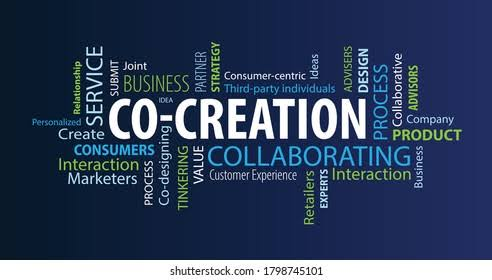 Relationship
SERVICE
SUBMIT
Joint
BUSINESS
IDEA
PARTNER
STRATEGY
Consumer-centric
Third-party individuals
Ideas
ADVISERS
DESIGN
PROCESS
Collaborative
ADVISORS
Personalized
Create
CO-CREATION
Company
PRODUCT
CONSUMERS
Interaction
Marketers
PROCESS
Co-designing
TINKERING
VALUE
COLLABORATING
Customer Experience
Retailers
EXPERTS
Interaction
Business
shutterstock.com · 1798745101